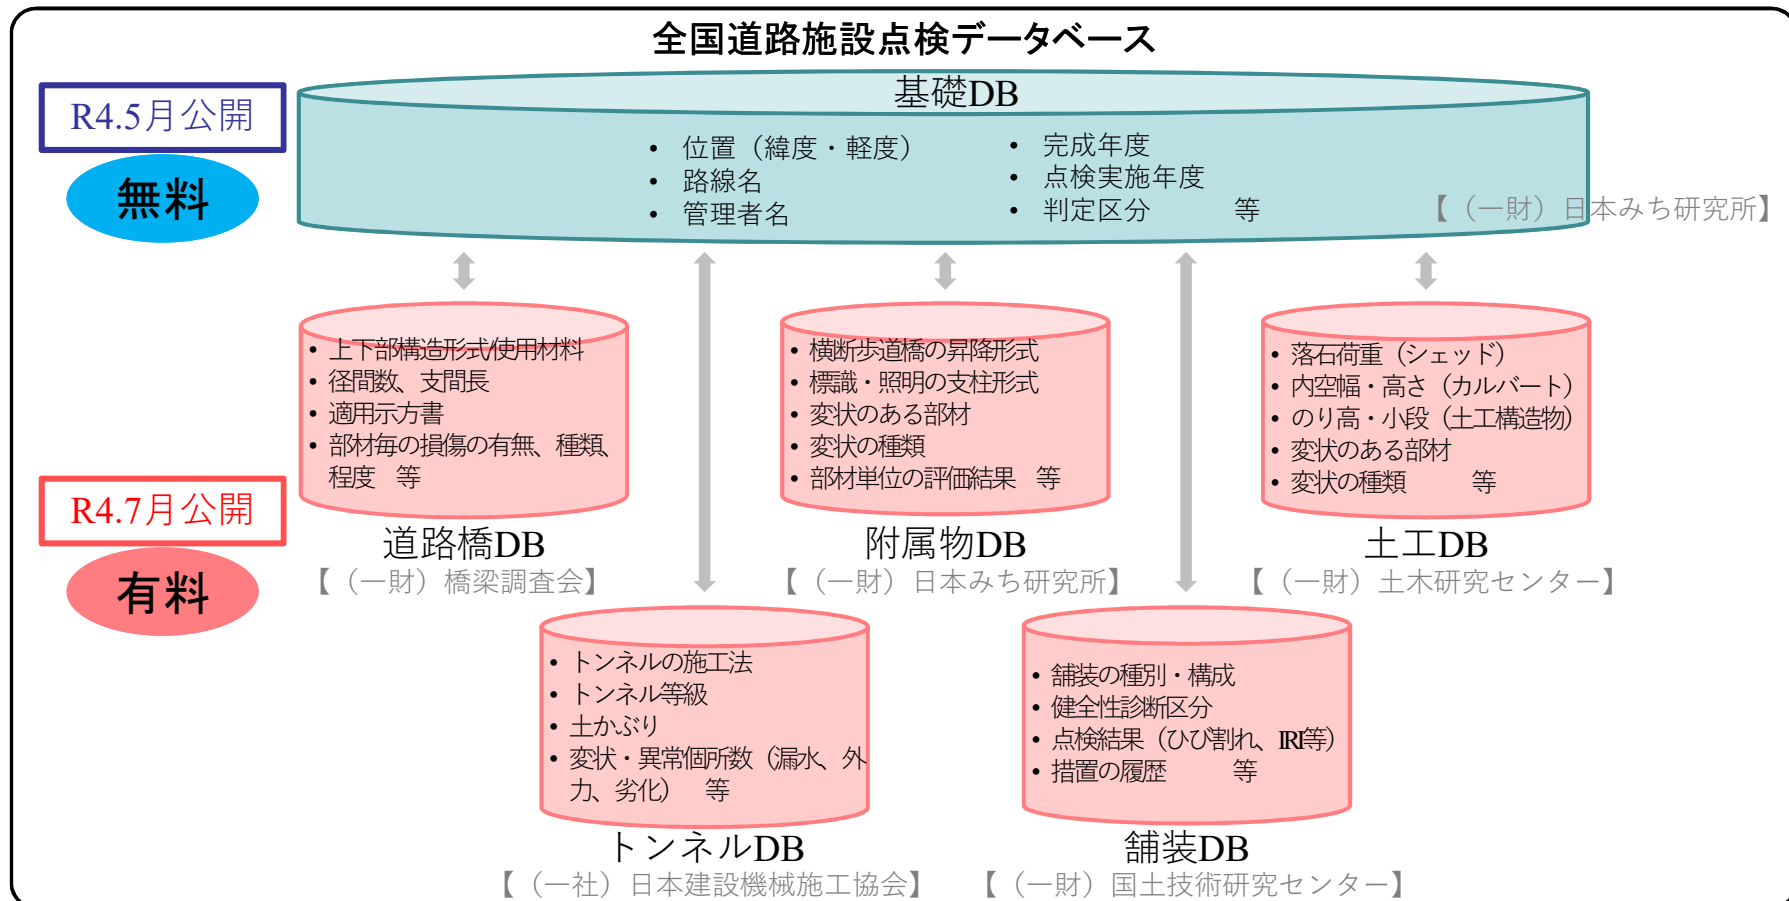 全国道路施設点検データベース
R4.5月公開
無料
基礎DB
• 位置（緯度・軽度）
• 路線名
• 管理者名
• 完成年度
• 点検実施年度
• 判定区分　　　等
【（一財）日本みち研究所】
R4.7月公開
有料
• 上下部構造形式/使用材料
• 径間数、支間長
• 適用示方書
• 部材毎の損傷の有無、種類、
程度　等
道路橋DB
【（一財）橋梁調査会】
• 横断歩道橋の昇降形式
• 標識・照明の支柱形式
• 変状のある部材
• 変状の種類
• 部材単位の評価結果　等
附属物DB
【（一財）日本みち研究所】
• 落石荷重（シェッド）
• 内空幅・高さ（カルバート）
• のり高・小段（土工構造物）
• 変状のある部材
• 変状の種類　　　等
土工DB
【（一財）土木研究センター】
• トンネルの施工法
• トンネル等級
• 土かぶり
• 変状・異常個所数（漏水、外
力、劣化）　等
トンネルDB
【（一社）日本建設機械施工協会】
• 舗装の種別・構成
• 健全性診断区分
• 点検結果（ひび割れ、IRI等）
• 措置の履歴　　　等
舗装DB
【（一財）国土技術研究センター】